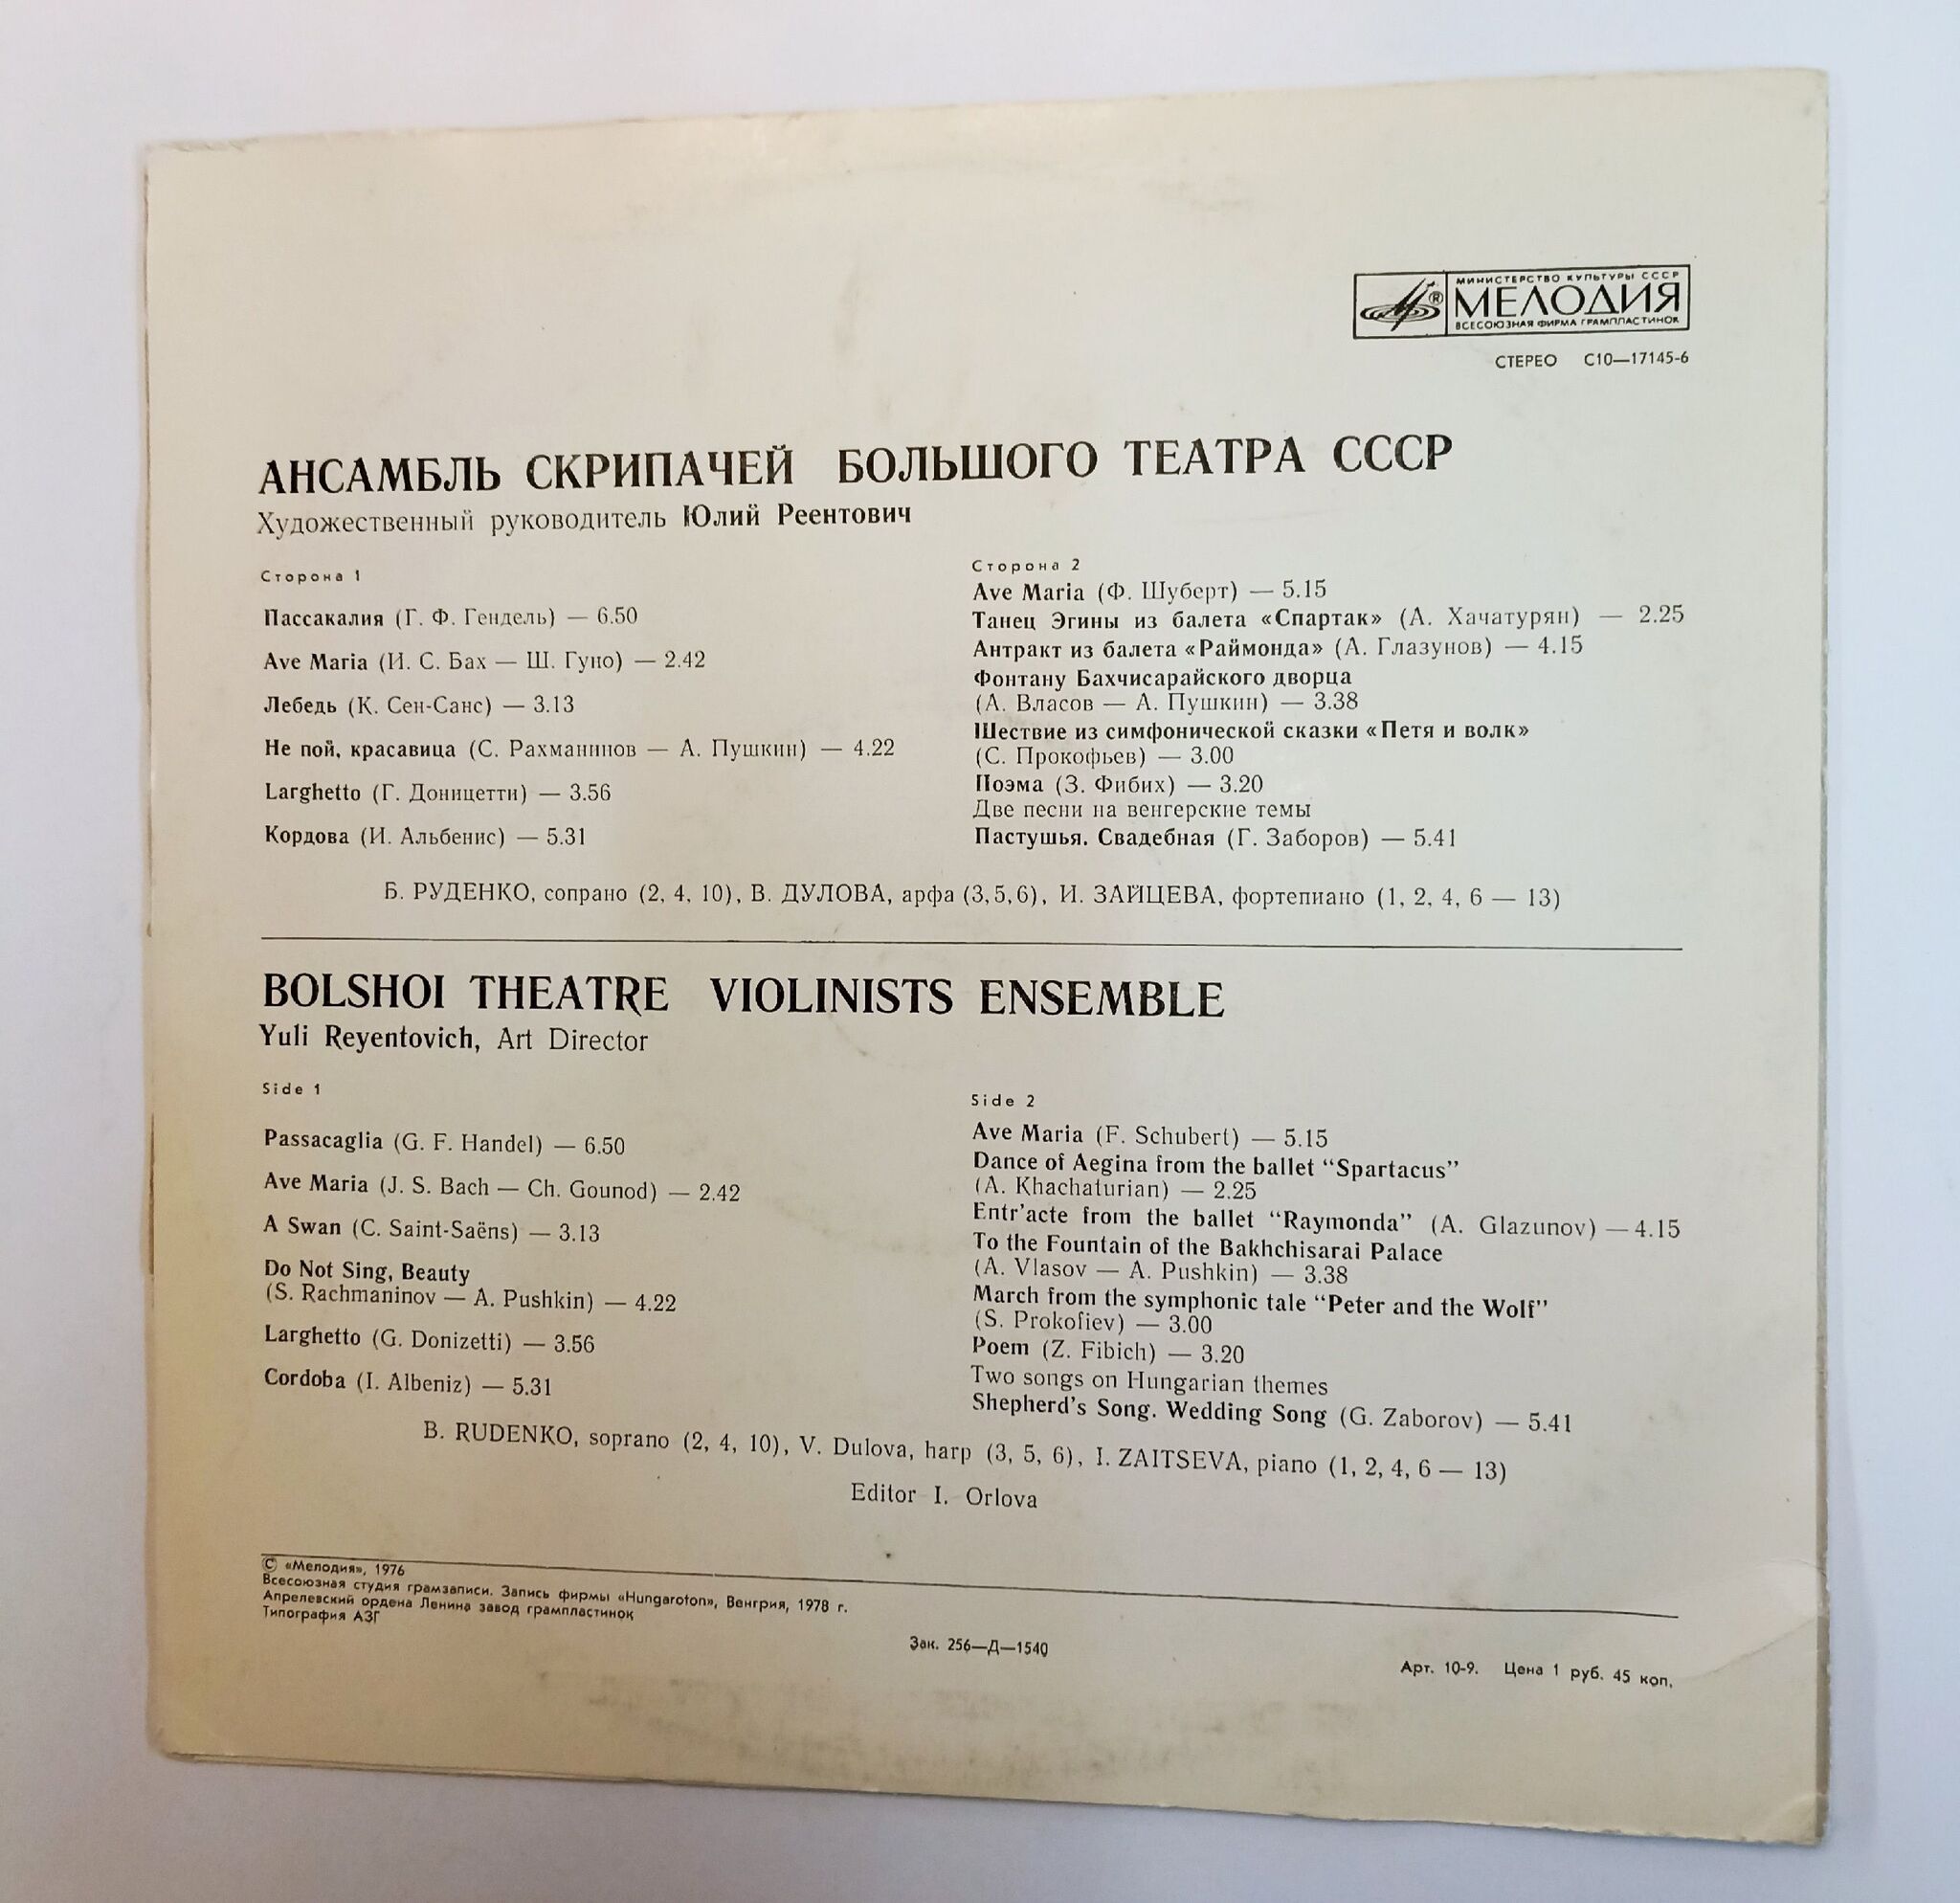 МИНИСТЕРСТВО КУЛЬТУРЫ СССР
МЕЛОДИЯ ®
ВСЕСОЮЗНАЯ ФИРМА ГРАМПЛАСТИНОК
СТЕРЕО С10—17145-6
АНСАМБЛЬ СКРИПАЧЕЙ БОЛЬШОГО ТЕАТРА СССР
Художественный руководитель Юлий Реентович
Сторона 1
Пассакалия (Г. Ф. Гендель) — 6.50
Ave Maria (И. С. Бах — Ш. Гуно) — 2.42
Лебедь (К. Сен-Санс) — 3.13
Не пой, красавица (С. Рахманинов — А. Пушкин) — 4.22
Larghetto (Г. Доницетти) — 3.56
Кордова (И. Альбенис) — 5.31
Сторона 2
Ave Maria (Ф. Шуберт) — 5.15
Танец Эгины из балета «Спартак» (А. Хачатурян) — 2.25
Антракт из балета «Раймонда» (А. Глазунов) — 4.15
Фонтану Бахчисарайского дворца
(А. Власов — А. Пушкин) — 3.38
Шествие из симфонической сказки «Петя и волк»
(С. Прокофьев) — 3.00
Поэма (З. Фибих) — 3.20
Две песни на венгерские темы
Пастушья. Свадебная (Г. Заборов) — 5.41
Б. РУДЕНКО, сопрано (2, 4, 10), В. ДУЛОВА, арфа (3,5,6), И. ЗАЙЦЕВА, фортепиано (1, 2, 4, 6 — 13)
BOLSHOI THEATRE VIOLINISTS ENSEMBLE
Yuli Reyentovich, Art Director
Side 1
Passacaglia (G. F. Handel) — 6.50
Ave Maria (J. S. Bach — Ch. Gounod) — 2.42
A Swan (C. Saint-Saëns) — 3.13
Do Not Sing, Beauty
(S. Rachmaninov — A. Pushkin) — 4.22
Larghetto (G. Donizetti) — 3.56
Cordoba (I. Albeniz) — 5.31
Side 2
Ave Maria (F. Schubert) — 5.15
Dance of Aegina from the ballet “Spartacus”
(A. Khachaturian) — 2.25
Entr’acte from the ballet “Raymonda” (A. Glazunov) — 4.15
To the Fountain of the Bakhchisarai Palace
(A. Vlasov — A. Pushkin) — 3.38
March from the symphonic tale “Peter and the Wolf”
(S. Prokofiev) — 3.00
Poem (Z. Fibich) — 3.20
Two songs on Hungarian themes
Shepherd’s Song. Wedding Song (G. Zaborov) — 5.41
B. RUDENKO, soprano (2, 4, 10), V. Dulova, harp (3, 5, 6), I. ZAITSEVA, piano (1, 2, 4, 6 — 13)
Editor I. Orlova
© «Мелодия», 1976
Всесоюзная студия грамзаписи. Запись фирмы «Hungaroton», Венгрия, 1978 г.
Апрелевский ордена Ленина завод грампластинок
Типография АЗГ
Зак. 256—Д—1540
Арт. 10-9. Цена 1 руб. 45 коп.